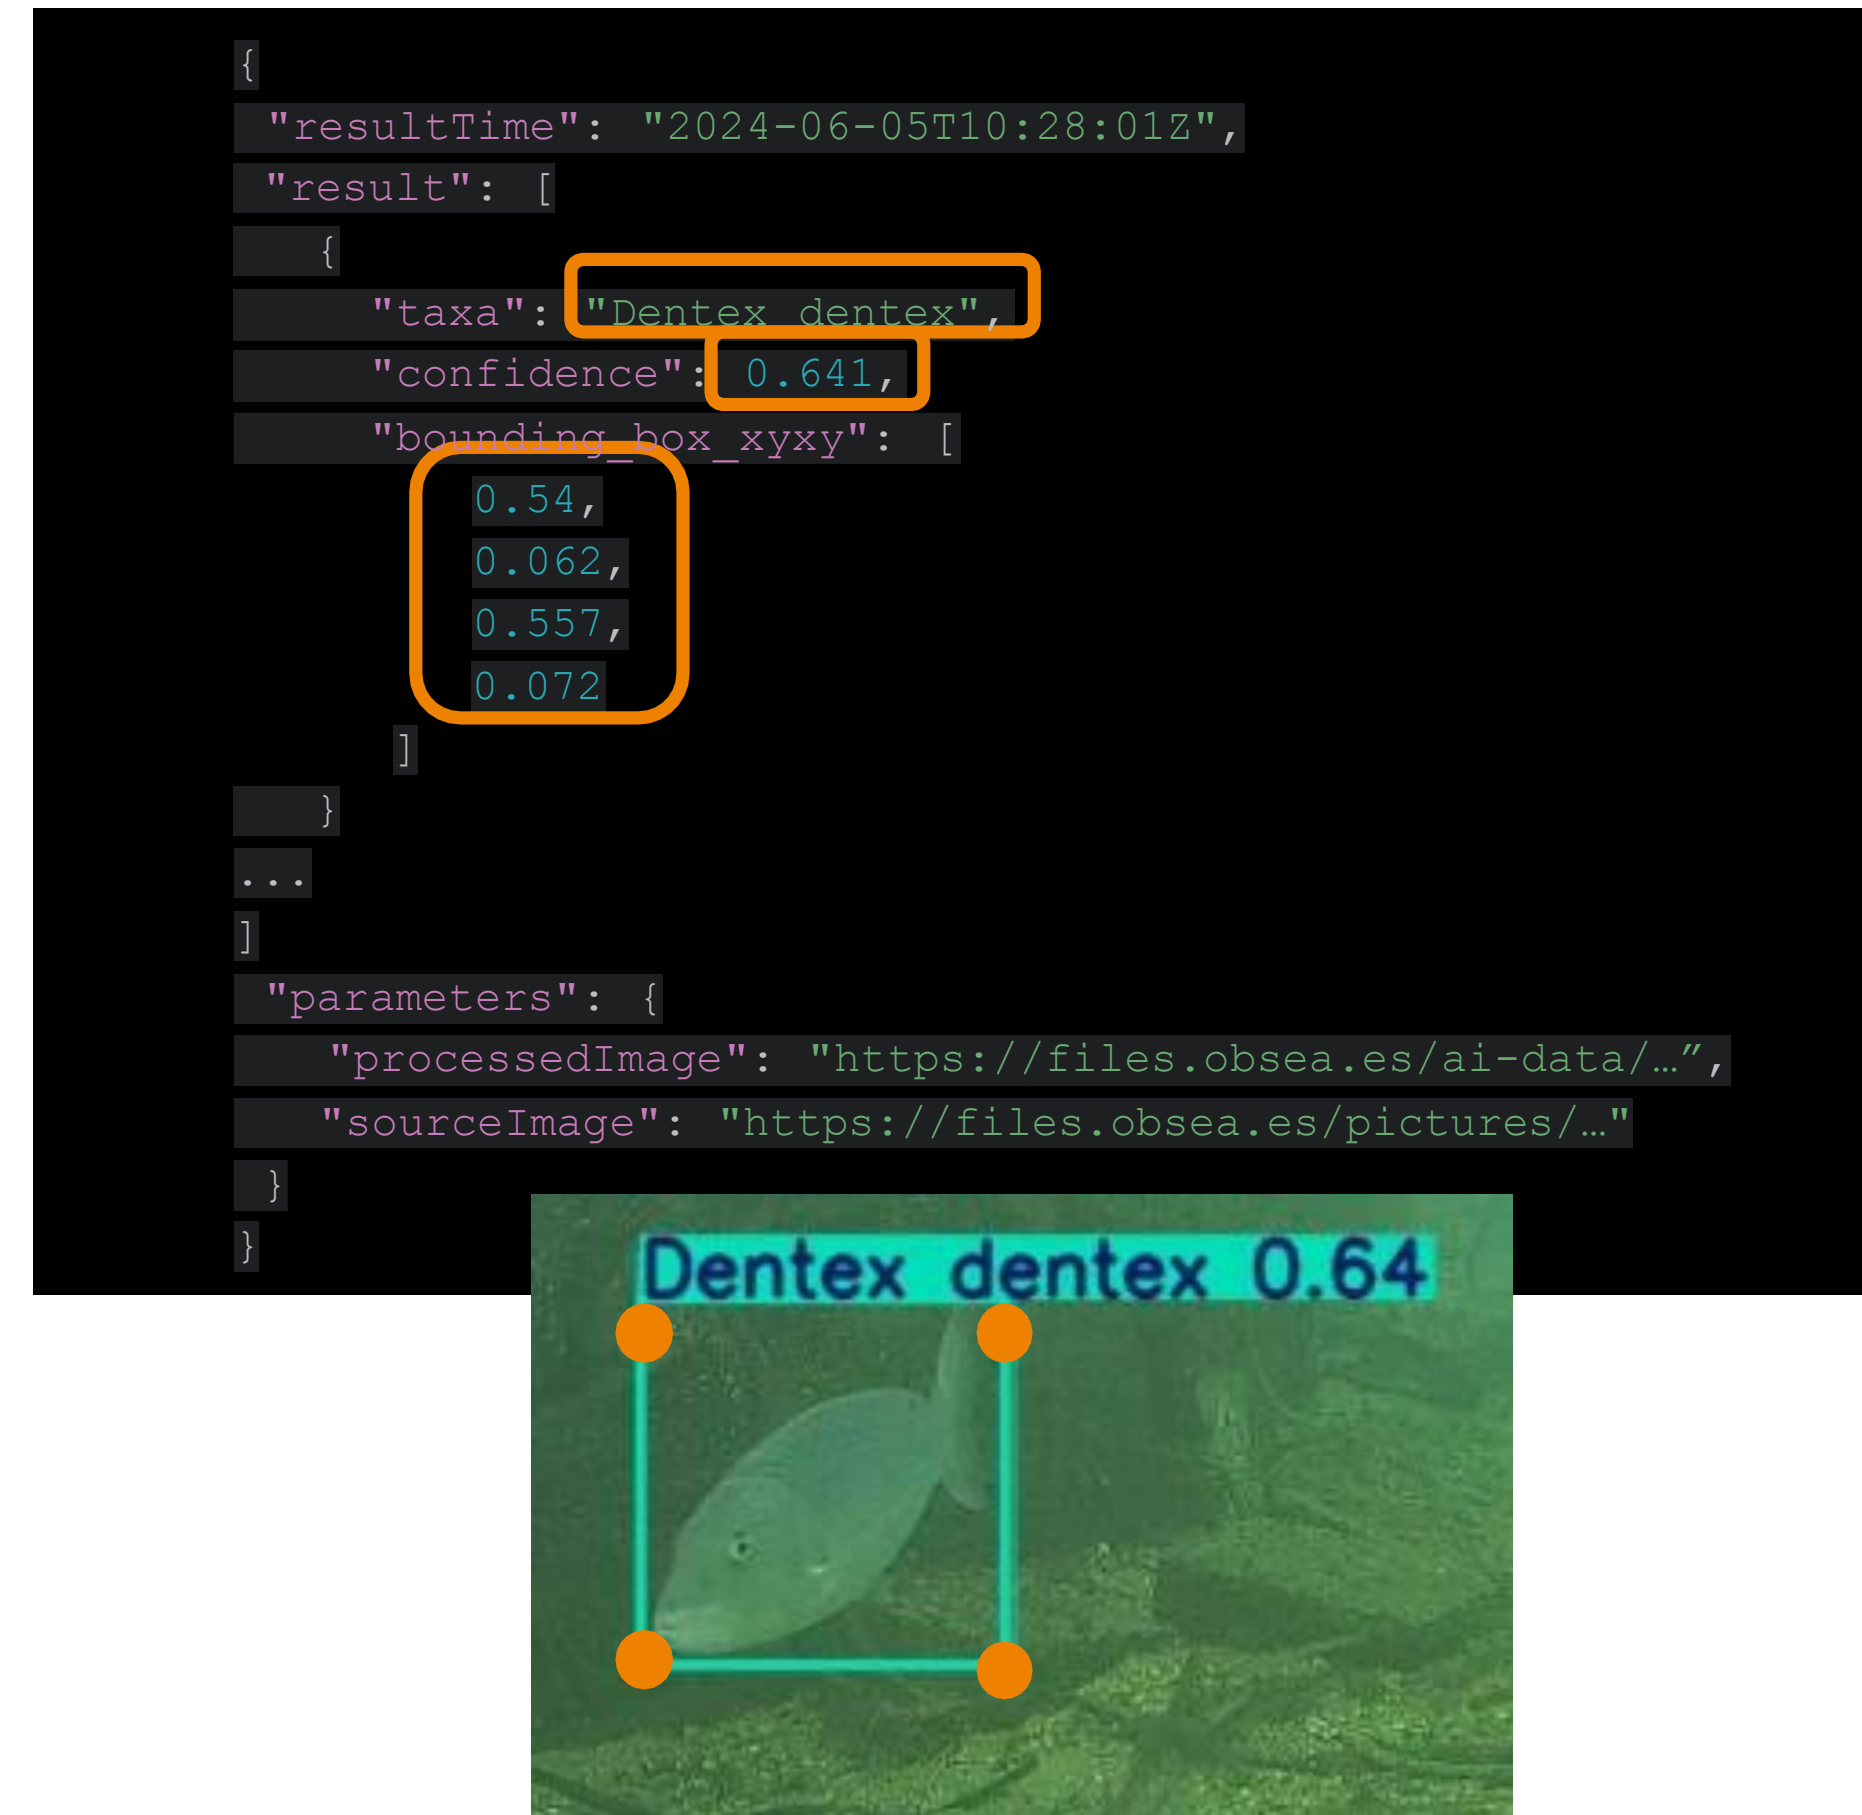 {
"resultTime": "2024-06-05T10:28:01Z",
"result": [
{
"taxa": "Dentex dentex",
"confidence": 0.641,
"bounding_box_xyxy": [
0.54,
0.062,
0.557,
0.072
]
}
...
]
"parameters": {
"processedImage": "https://files.obsea.es/ai-data/…”,
"sourceImage": "https://files.obsea.es/pictures/…"
}
}
Dentex dentex 0.64